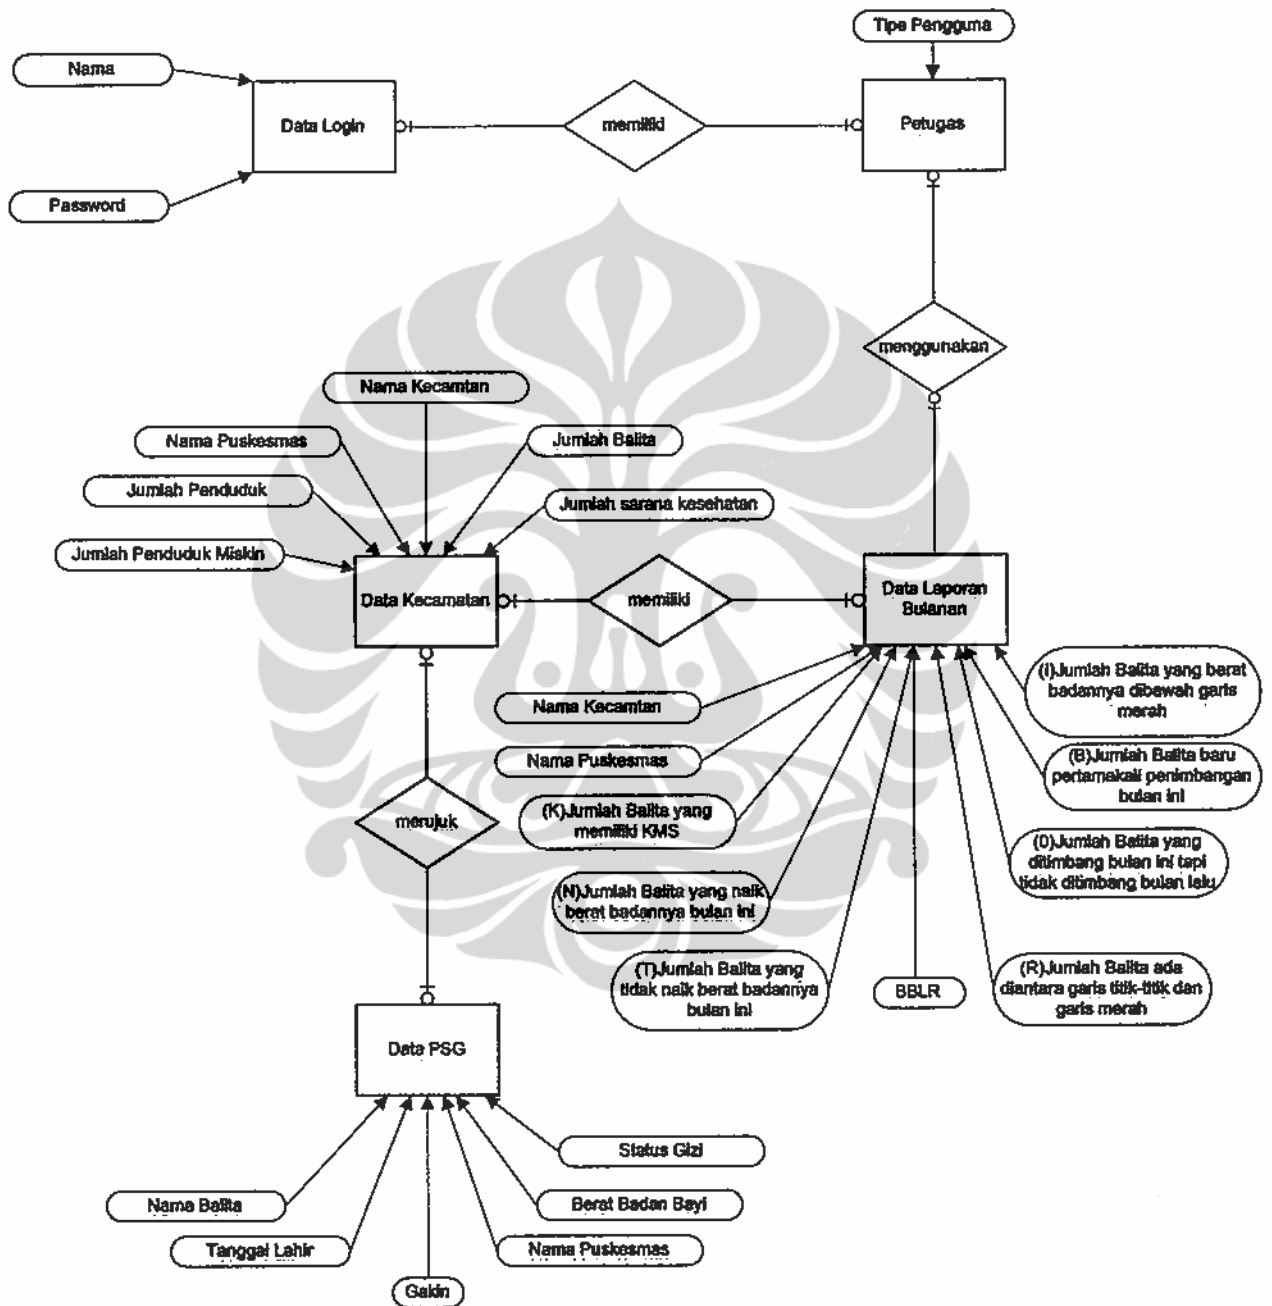 Tipe Pengguna
Nama
Data Login
memiliki
Petugas
Password
menggunakan
Nama Kecamtan
Nama Puskesmas
Jumlah Balita
Jumlah Penduduk
Jumlah sarana kesehatan
Jumlah Penduduk Miskin
Data Kecamatan
memiliki
Data Laporan
Bulanan
(I)Jumlah Balita yang berat
badannya dibawah garis
merah
Nama Kecamtan
Nama Puskesmas
(B)Jumlah Balita baru
pertamakali penimbangan
bulan ini
merujuk
(K)Jumlah Balita yang
memiliki KMS
(0)Jumlah Balita yang
ditimbang bulan ini tapi
tidak ditimbang bulan lalu
(N)Jumlah Balita yang naik
berat badannya bulan ini
(T)Jumlah Balita yang
tidak naik berat badannya
bulan ini
BBLR
(R)Jumlah Balita ada
diantara garis titik-titik dan
garis merah
Data PSG
Status Gizi
Nama Balita
Berat Badan Bayi
Tanggal Lahir
Nama Puskesmas
Gakin